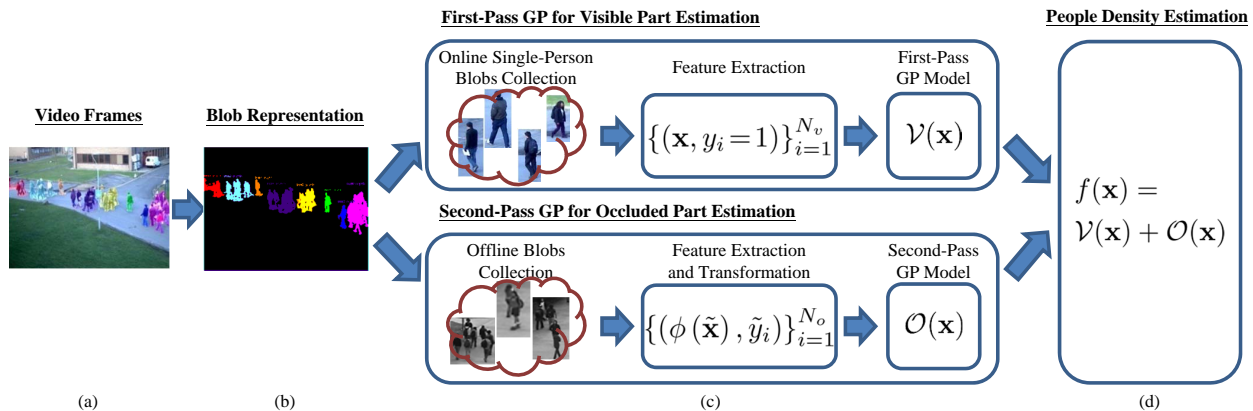 First-Pass GP for Visible Part Estimation
People Density Estimation
Online Single-Person
Blobs Collection
Feature Extraction
First-Pass
GP Model
Video Frames
Blob Representation
{(x, y_i = 1)}_{i=1}^{N_v}
V(x)
f(x) =
V(x) + O(x)
Second-Pass GP for Occluded Part Estimation
Offline Blobs
Collection
Feature Extraction
and Transformation
Second-Pass
GP Model
{(ϕ(x̃), ỹ_i)}_{i=1}^{N_o}
O(x)
(a)
(b)
(c)
(d)